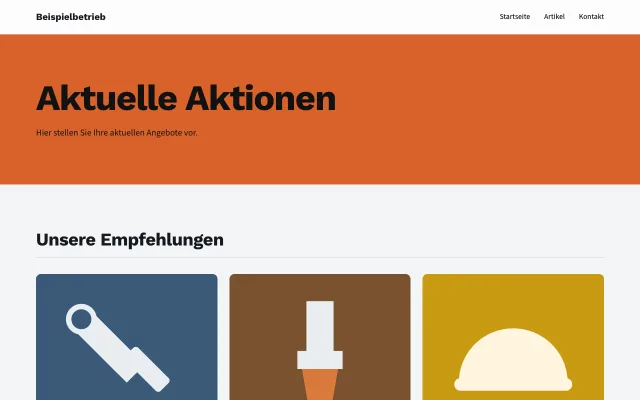 Beispielbetrieb
Startseite Artikel Kontakt
Aktuelle Aktionen
Hier stellen Sie Ihre aktuellen Angebote vor.
Unsere Empfehlungen